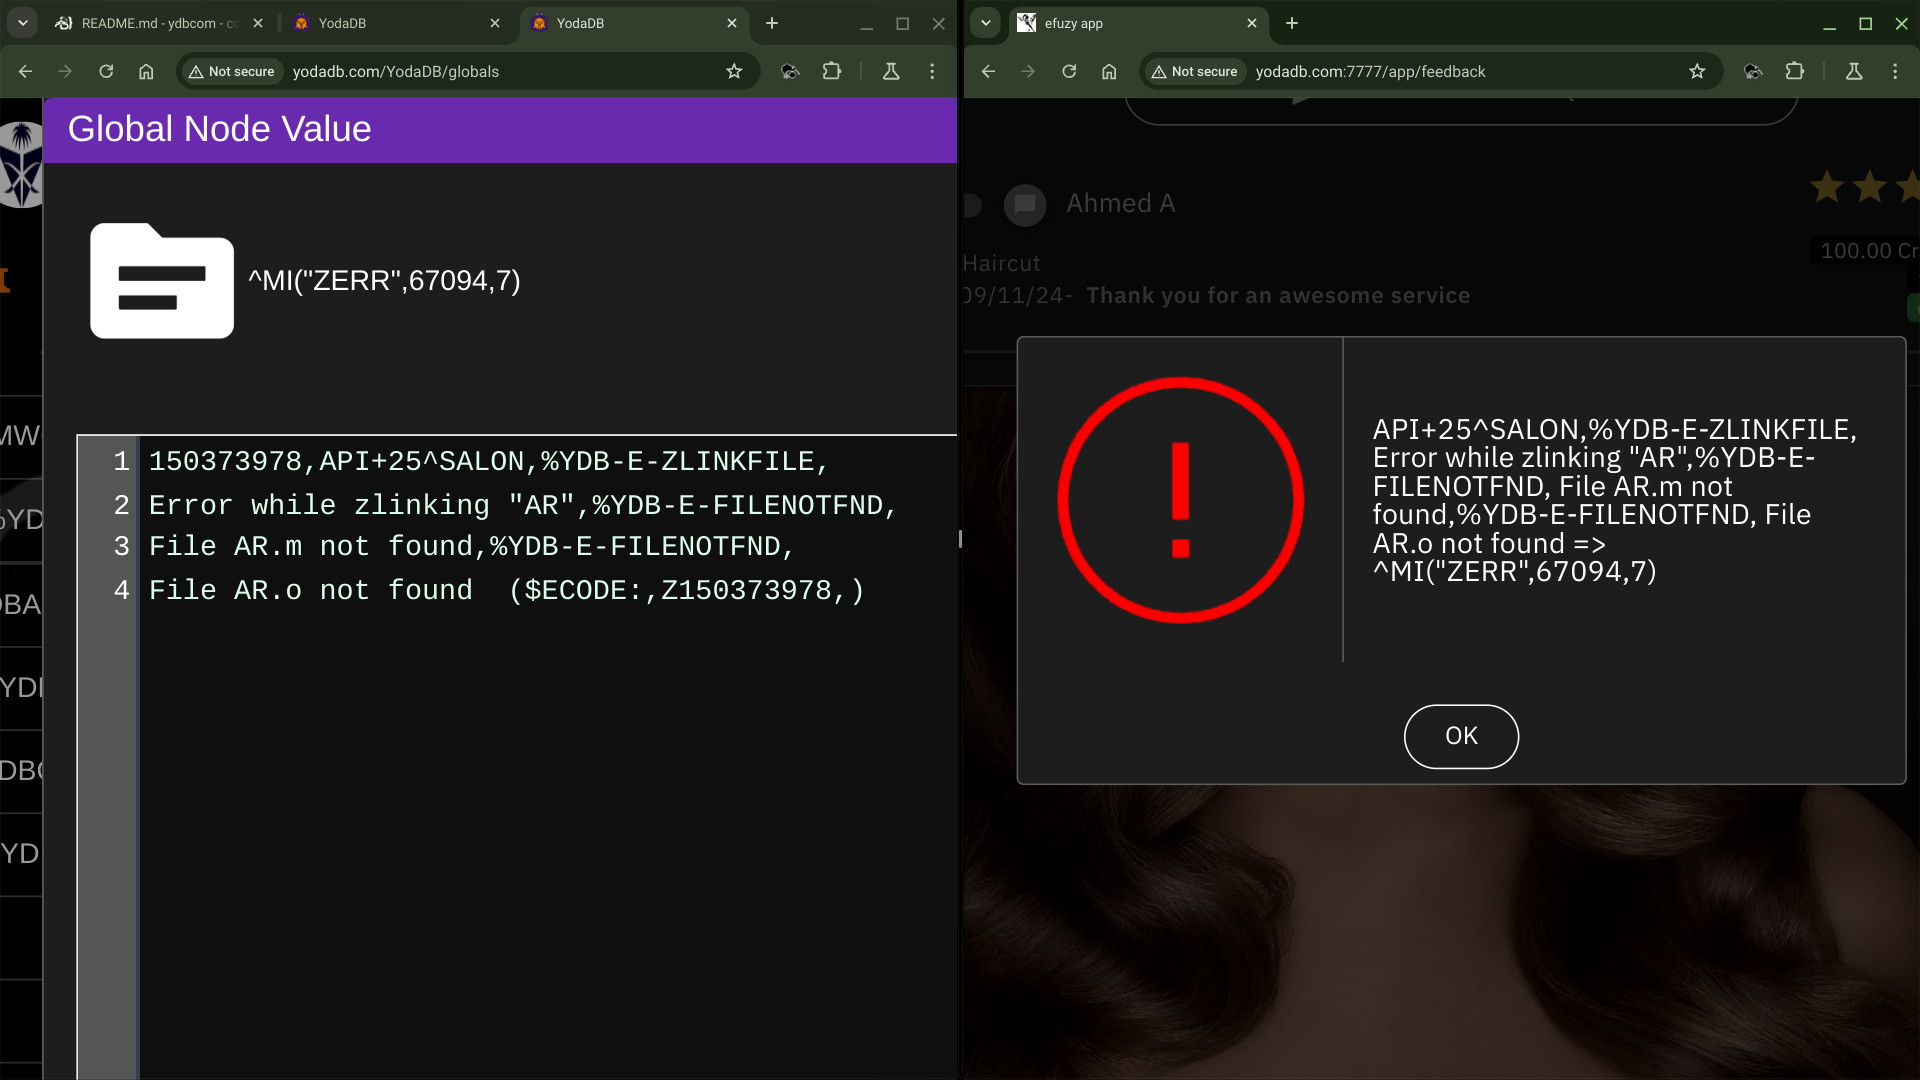 README.md - ydbcom - co
YodaDB
YodaDB
efuzy app
Not secure
yodadb.com/YodaDB/globals
Not secure
yodadb.com:7777/app/feedback
Global Node Value
^MI("ZERR",67094,7)
1 150373978,API+25^SALON,%YDB-E-ZLINKFILE,
2 Error while zlinking "AR",%YDB-E-FILENOTFND,
3 File AR.m not found,%YDB-E-FILENOTFND,
4 File AR.o not found  ($ECODE:,Z150373978,)
MW
%YD
DBA
YDI
DBC
YD
Ahmed A
100.00 Cr
Haircut
09/11/24- Thank you for an awesome service
API+25^SALON,%YDB-E-ZLINKFILE,
Error while zlinking "AR",%YDB-E-
FILENOTFND, File AR.m not
found,%YDB-E-FILENOTFND, File
AR.o not found =>
^MI("ZERR",67094,7)
OK